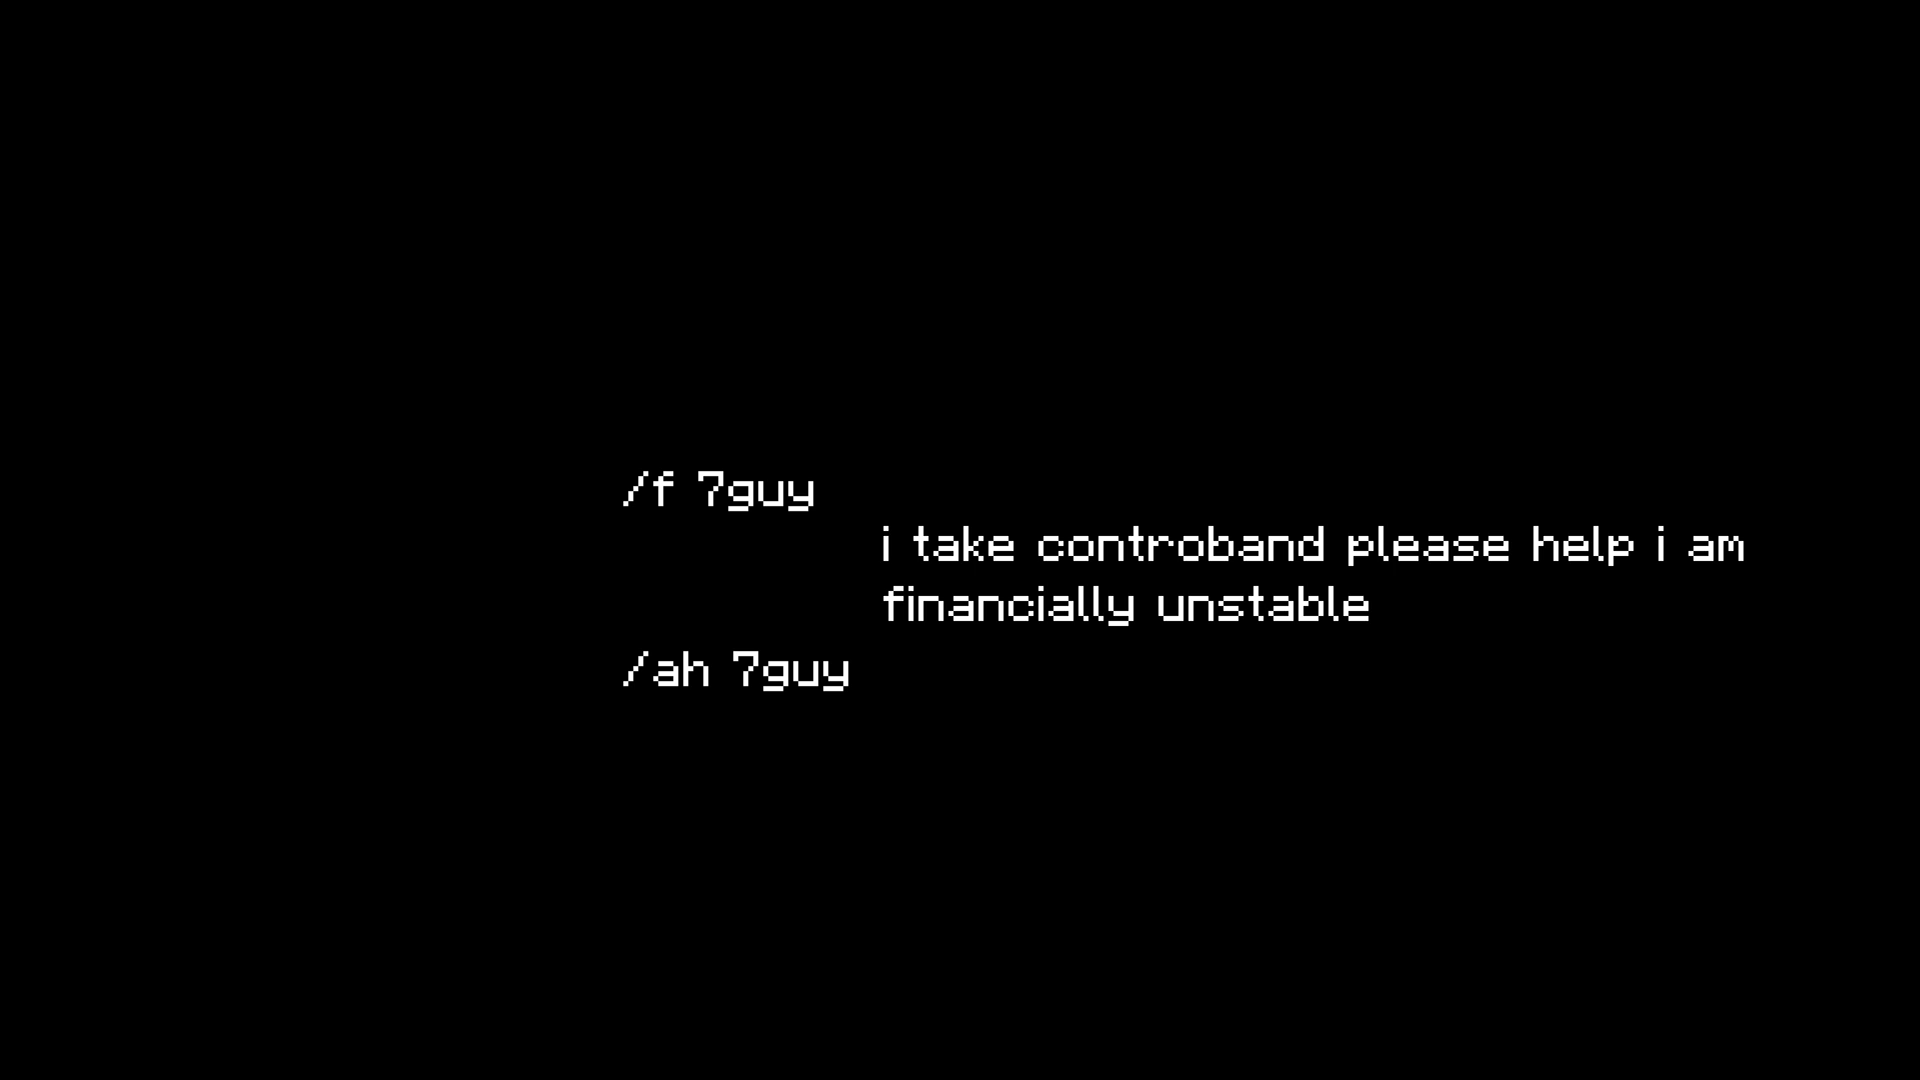 /f 7guy
i take controband please help i am
financially unstable
/ah 7guy